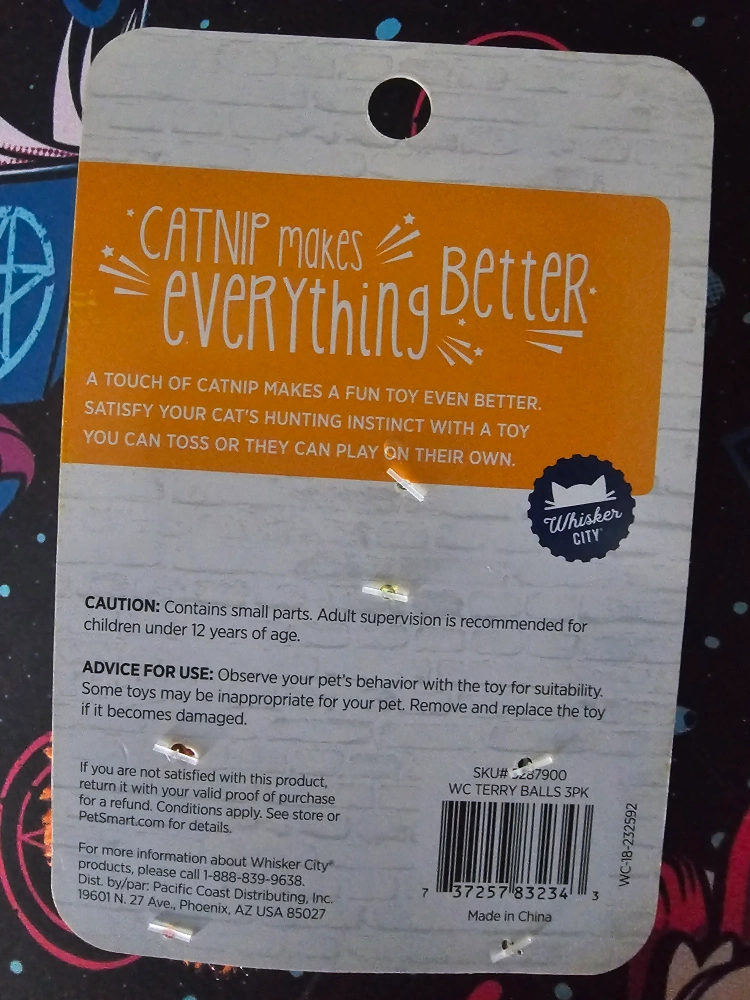 CATNIP makes
EVERYthing BetteR
A TOUCH OF CATNIP MAKES A FUN TOY EVEN BETTER.
SATISFY YOUR CAT'S HUNTING INSTINCT WITH A TOY
YOU CAN TOSS OR THEY CAN PLAY ON THEIR OWN.
Whisker
CITY®
CAUTION: Contains small parts. Adult supervision is recommended for
children under 12 years of age.
ADVICE FOR USE: Observe your pet's behavior with the toy for suitability.
Some toys may be inappropriate for your pet. Remove and replace the toy
if it becomes damaged.
If you are not satisfied with this product,
return it with your valid proof of purchase
for a refund. Conditions apply. See store or
PetSmart.com for details.
For more information about Whisker City®
products, please call 1-888-839-9638.
Dist. by/par: Pacific Coast Distributing, Inc.
19601 N. 27 Ave., Phoenix, AZ USA 85027
SKU#
WC TERRY BALLS 3PK
7 37257 83234 3
Made in China
WC-18-232592